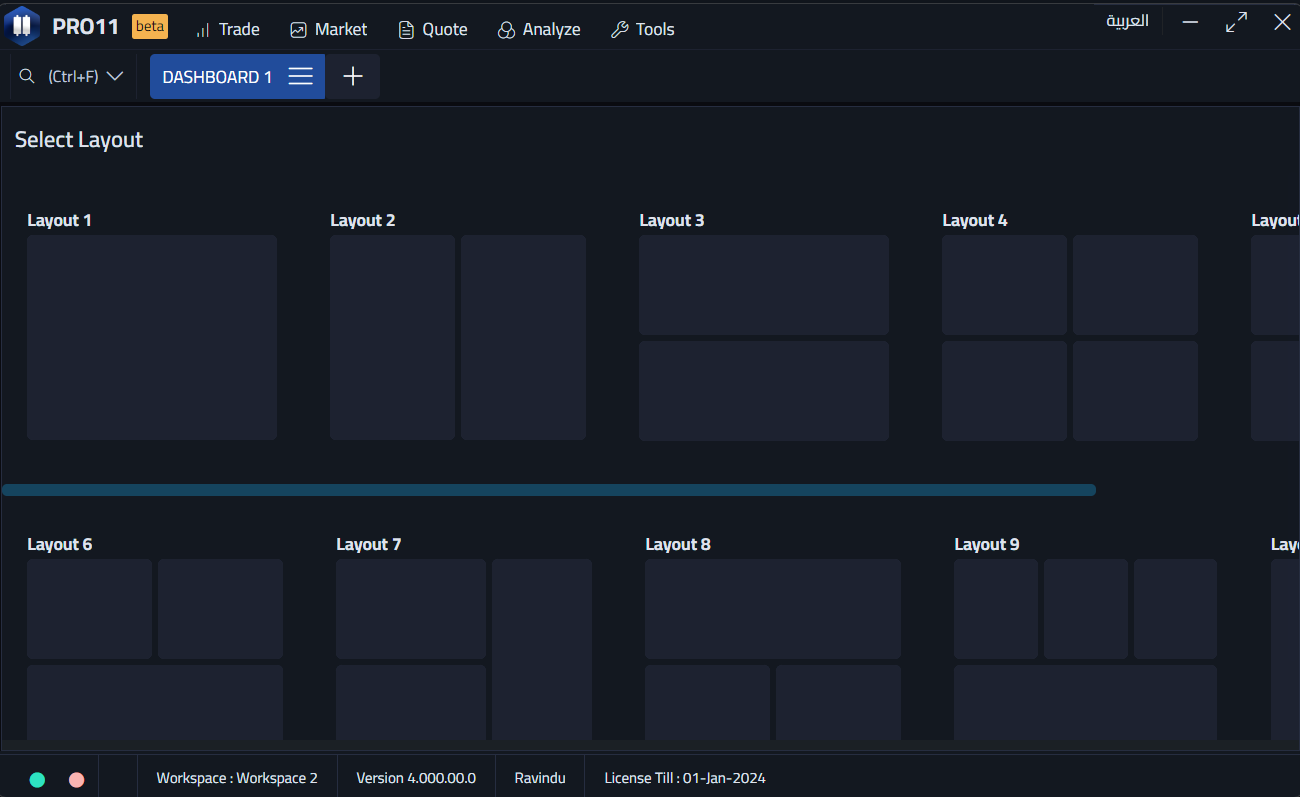 PRO11 beta Trade Market Quote Analyze Tools العربية
(Ctrl+F) DASHBOARD 1
Select Layout
Layout 1 Layout 2 Layout 3 Layout 4 Layout
Layout 6 Layout 7 Layout 8 Layout 9 Lay
Workspace : Workspace 2 Version 4.000.00.0 Ravindu License Till : 01-Jan-2024